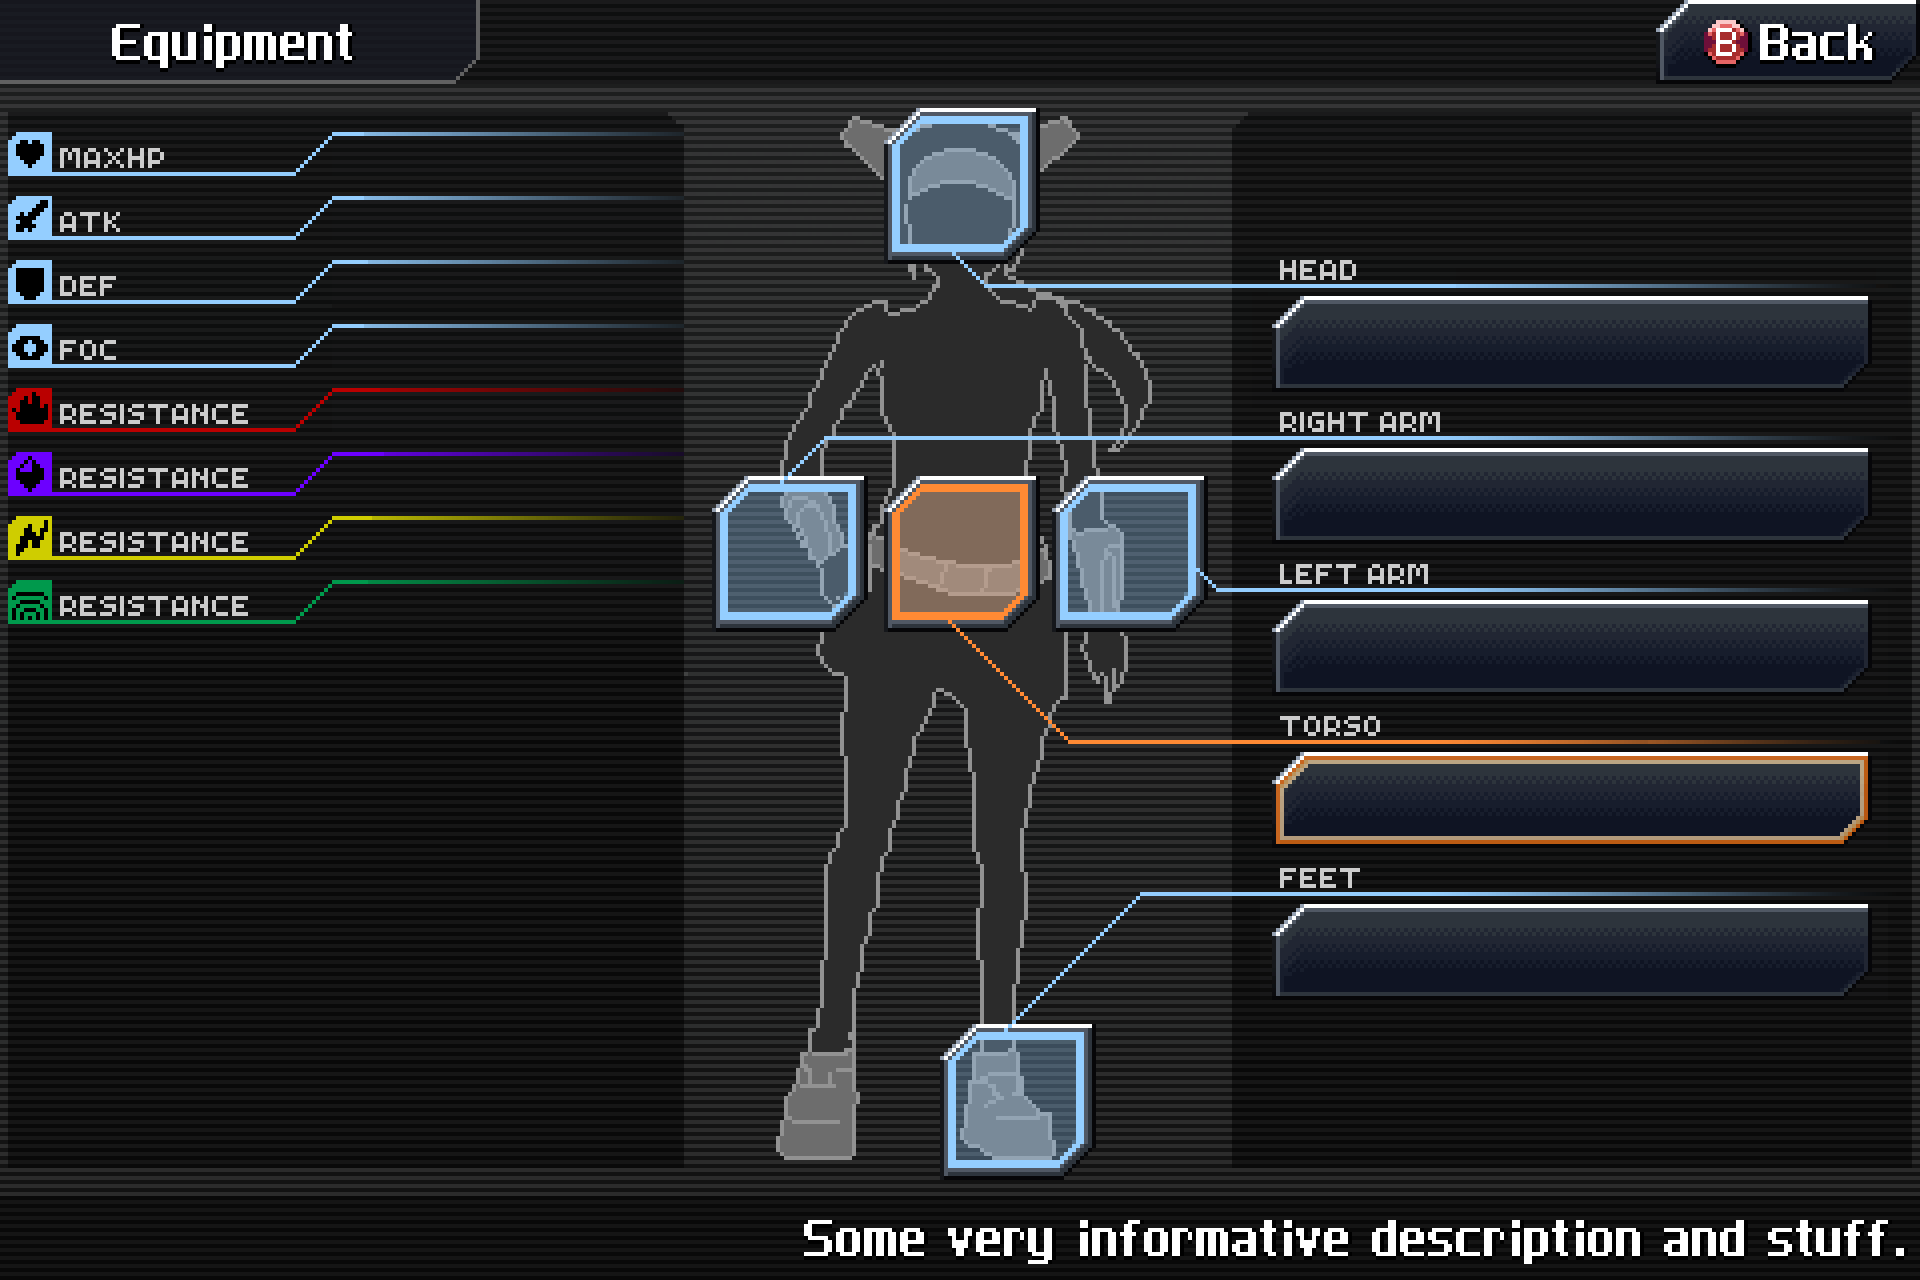 Equipment
B Back
MAXHP
ATK
DEF
FOC
RESISTANCE
RESISTANCE
RESISTANCE
RESISTANCE
HEAD
RIGHT ARM
LEFT ARM
TORSO
FEET
Some very informative description and stuff.